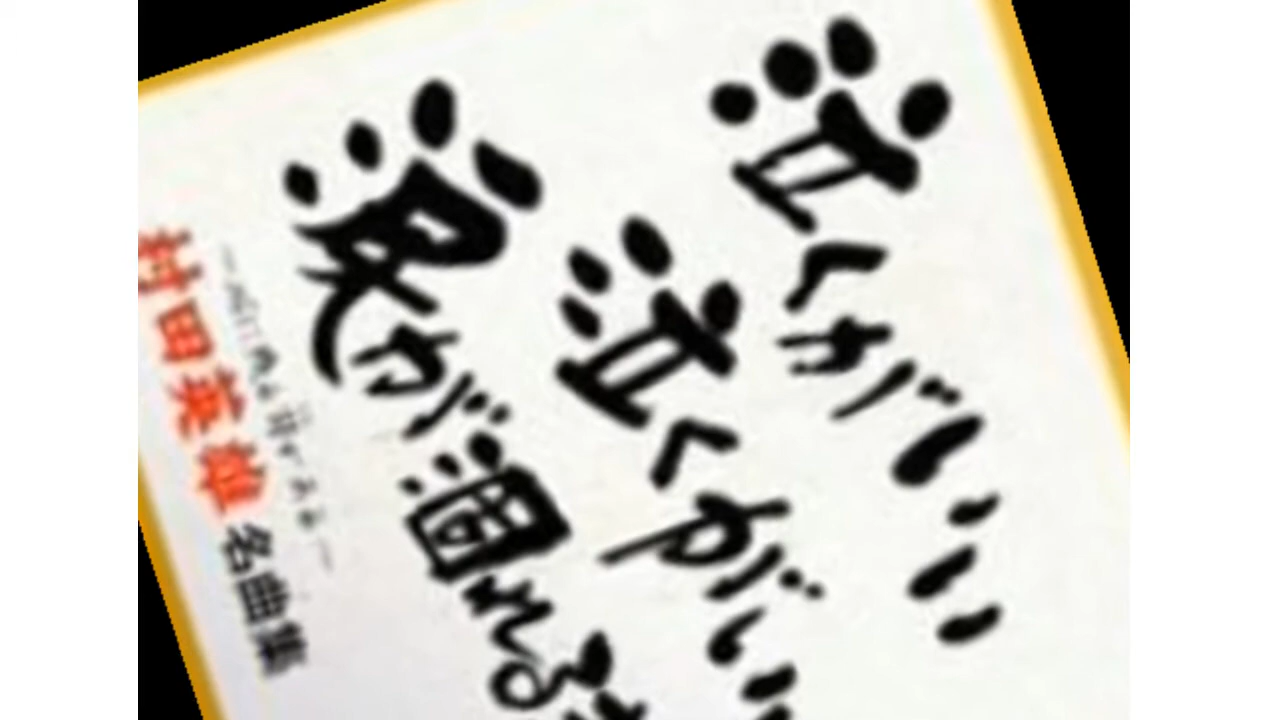 泣くがいい
泣くがいい
涙が涸れるま
村田英雄名曲集